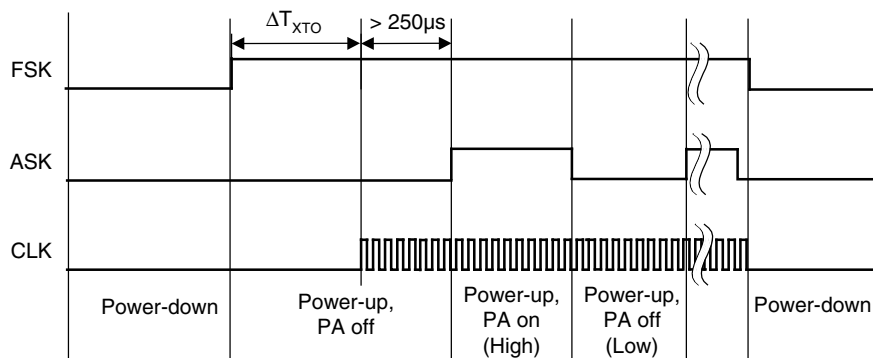 ΔT_XTO
> 250µs
FSK
ASK
CLK
Power-down
Power-up,
PA off
Power-up,
PA on
(High)
Power-up,
PA off
(Low)
Power-down